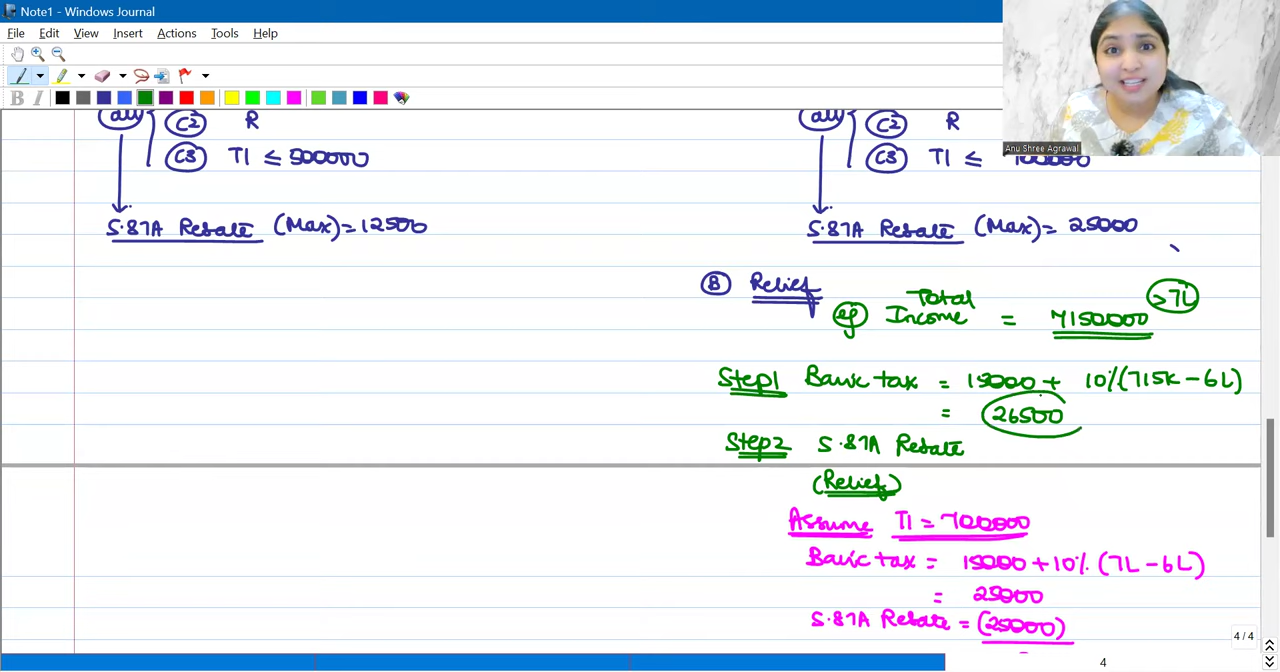 Note1 - Windows Journal
File Edit View Insert Actions Tools Help
B I
Anu Shree Agrawal
all C2 R
C3 TI ≤ 500000
S.87A Rebate (Max) = 12500
all C2 R
C3 TI ≤ 700000
S.87A Rebate (Max) = 25000
B Relief
eg Total Income = 7150000 >7L
Step1 Basic tax = 15000 + 10%(715K - 6L)
= 26500
Step2 S.87A Rebate
(Relief)
Assume TI = 700000
Basic tax = 15000 + 10% (7L - 6L)
= 25000
S.87A Rebate = (25000)
4/4
4